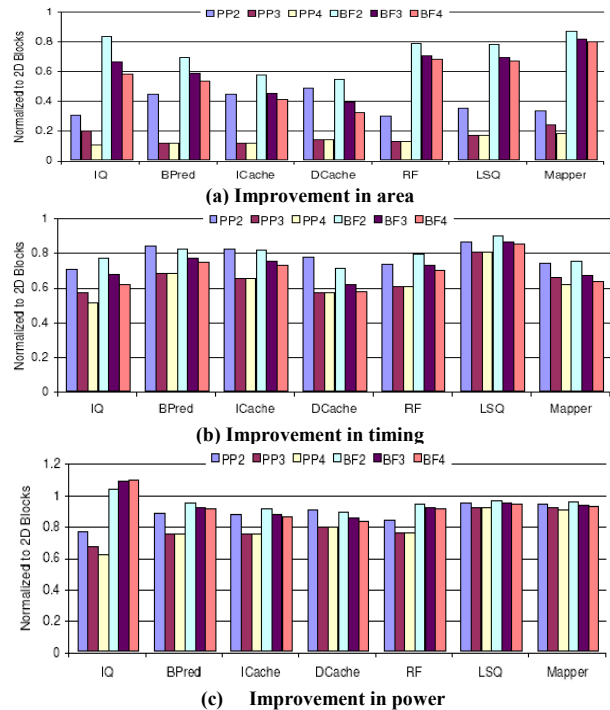 PP2 PP3 PP4 BF2 BF3 BF4
Normalized to 2D Blocks
1
0.8
0.6
0.4
0.2
0
IQ BPred ICache DCache RF LSQ Mapper
(a) Improvement in area
PP2 PP3 PP4 BF2 BF3 BF4
Normalized to 2D Blocks
1
0.8
0.6
0.4
0.2
0
IQ BPred ICache DCache RF LSQ Mapper
(b) Improvement in timing
PP2 PP3 PP4 BF2 BF3 BF4
Normalized to 2D Blocks
1.2
1
0.8
0.6
0.4
0.2
0
IQ BPred ICache DCache RF LSQ Mapper
(c) Improvement in power